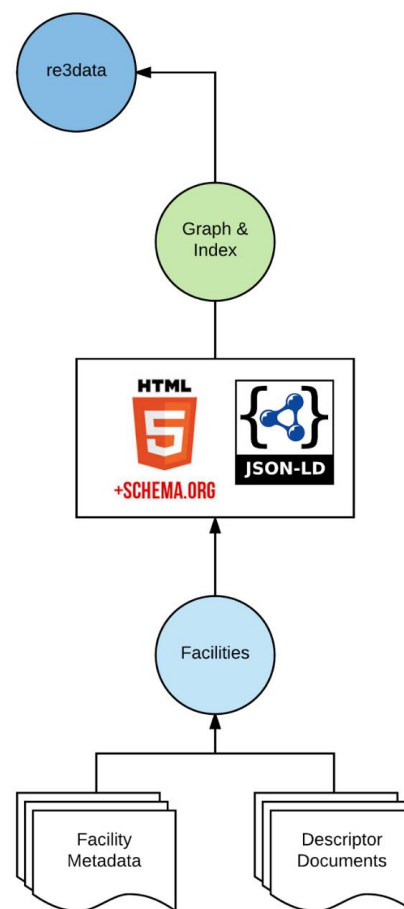 re3data
Graph &
Index
HTML
5
+SCHEMA.ORG
{ }
JSON-LD
Facilities
Facility
Metadata
Descriptor
Documents